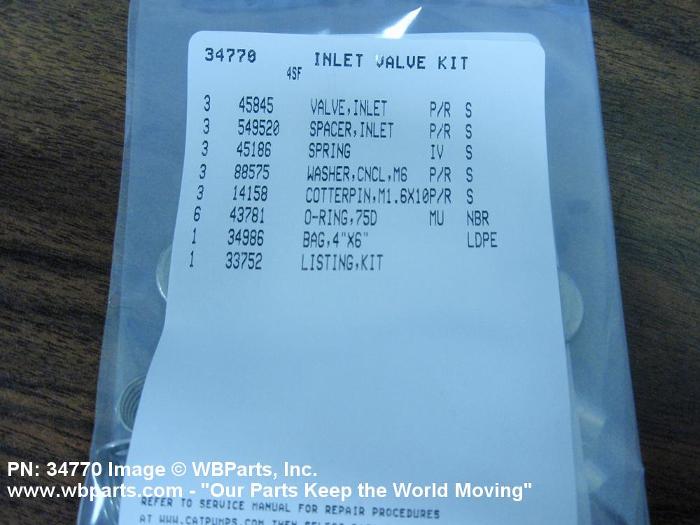 34770 INLET VALVE KIT
4SF
3 45845 VALVE,INLET P/R S
3 549520 SPACER,INLET P/R S
3 45186 SPRING IV S
3 88575 WASHER,CNCL,M6 P/R S
3 14158 COTTERPIN,M1.6X10P/R S
6 43781 O-RING,75D MU NBR
1 34986 BAG,4"X6" LDPE
1 33752 LISTING,KIT
PN: 34770 Image © WBParts, Inc.
www.wbparts.com - "Our Parts Keep the World Moving"
REFER TO SERVICE MANUAL FOR REPAIR PROCEDURES
AT WWW.CATPUMPS.COM THEN